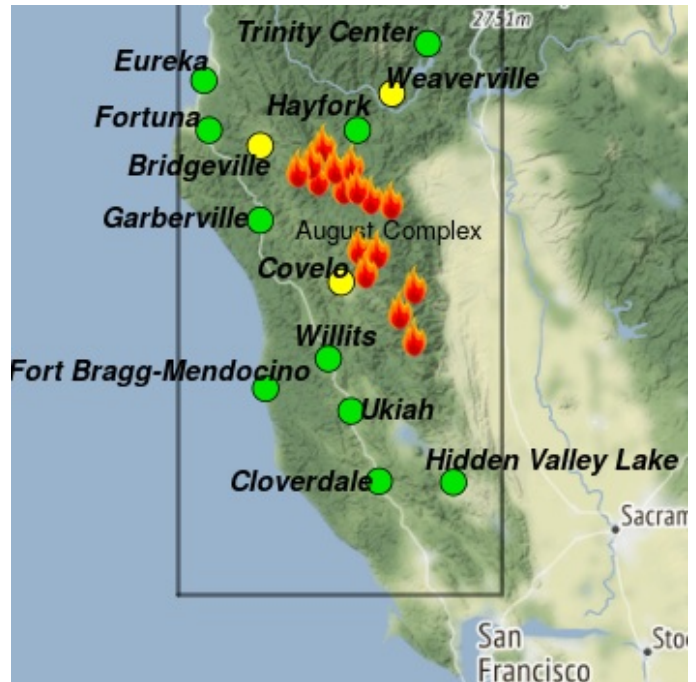 2751m
Trinity Center
Eureka
Weaverville
Hayfork
Fortuna
Bridgeville
Garberville
August Complex
Covelo
Willits
Fort Bragg-Mendocino
Ukiah
Hidden Valley Lake
Cloverdale
Sacram
San
Francisco
Stoc